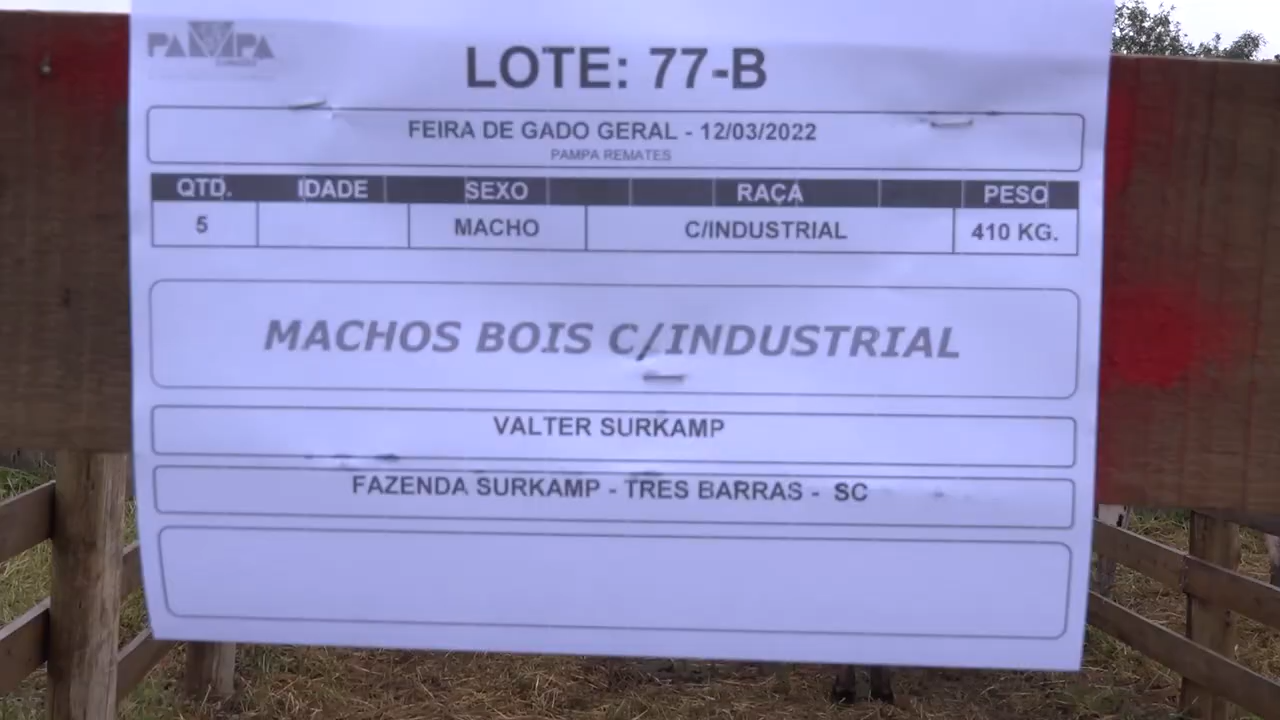 PAMPA
LOTE: 77-B
FEIRA DE GADO GERAL - 12/03/2022
PAMPA REMATES
QTD. IDADE SEXO RAÇA PESO
5 MACHO C/INDUSTRIAL 410 KG.
MACHOS BOIS C/INDUSTRIAL
VALTER SURKAMP
FAZENDA SURKAMP - TRES BARRAS - SC